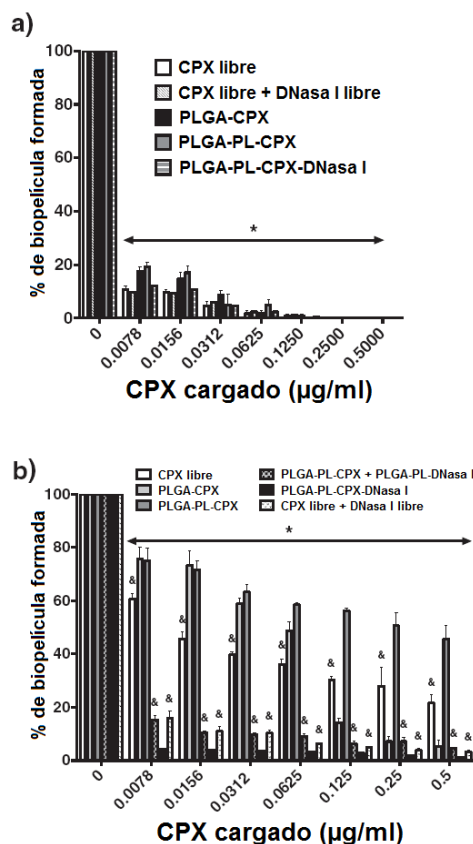 a)
% de biopelicula formada
100
80
60
40
20
0
CPX libre
CPX libre + DNasa I libre
PLGA-CPX
PLGA-PL-CPX
PLGA-PL-CPX-DNasa I
*
0 0.0078 0.0156 0.0312 0.0625 0.1250 0.2500 0.5000
CPX cargado (µg/ml)
b)
% de biopelícula formada
100
80
60
40
20
0
CPX libre
PLGA-CPX
PLGA-PL-CPX
PLGA-PL-CPX + PLGA-PL-DNasa I
PLGA-PL-CPX-DNasa I
CPX libre + DNasa I libre
*
& & & & & & &
& & & & & & & & & & & & & &
0 0.0078 0.0156 0.0312 0.0625 0.125 0.25 0.5
CPX cargado (µg/ml)